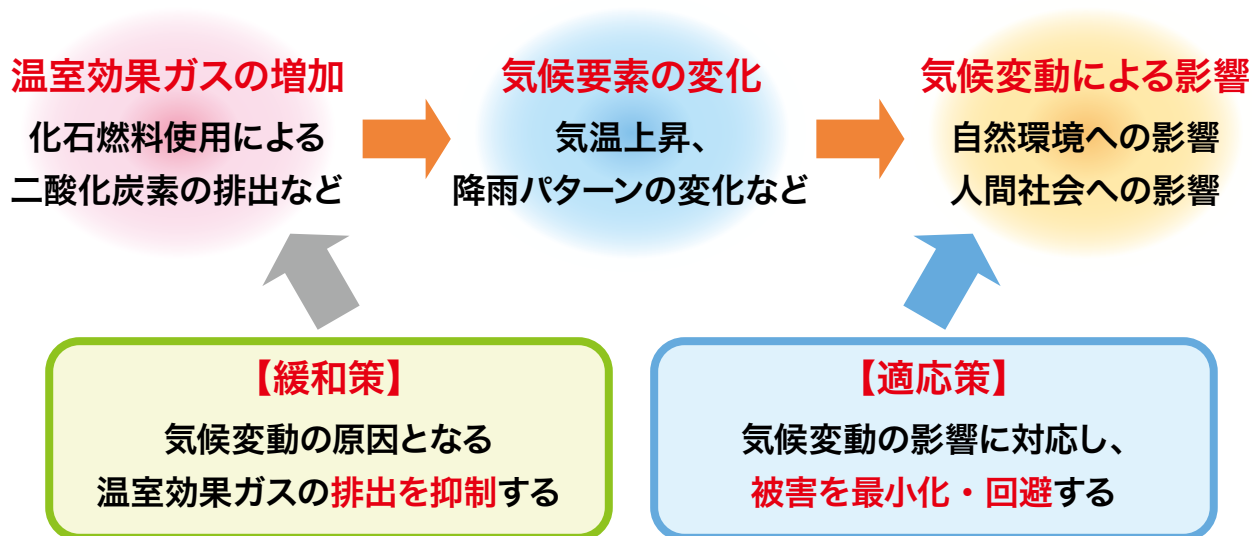 温室効果ガスの増加
化石燃料使用による
二酸化炭素の排出など
気候要素の変化
気温上昇、
降雨パターンの変化など
気候変動による影響
自然環境への影響
人間社会への影響
【緩和策】
気候変動の原因となる
温室効果ガスの排出を抑制する
【適応策】
気候変動の影響に対応し、
被害を最小化・回避する